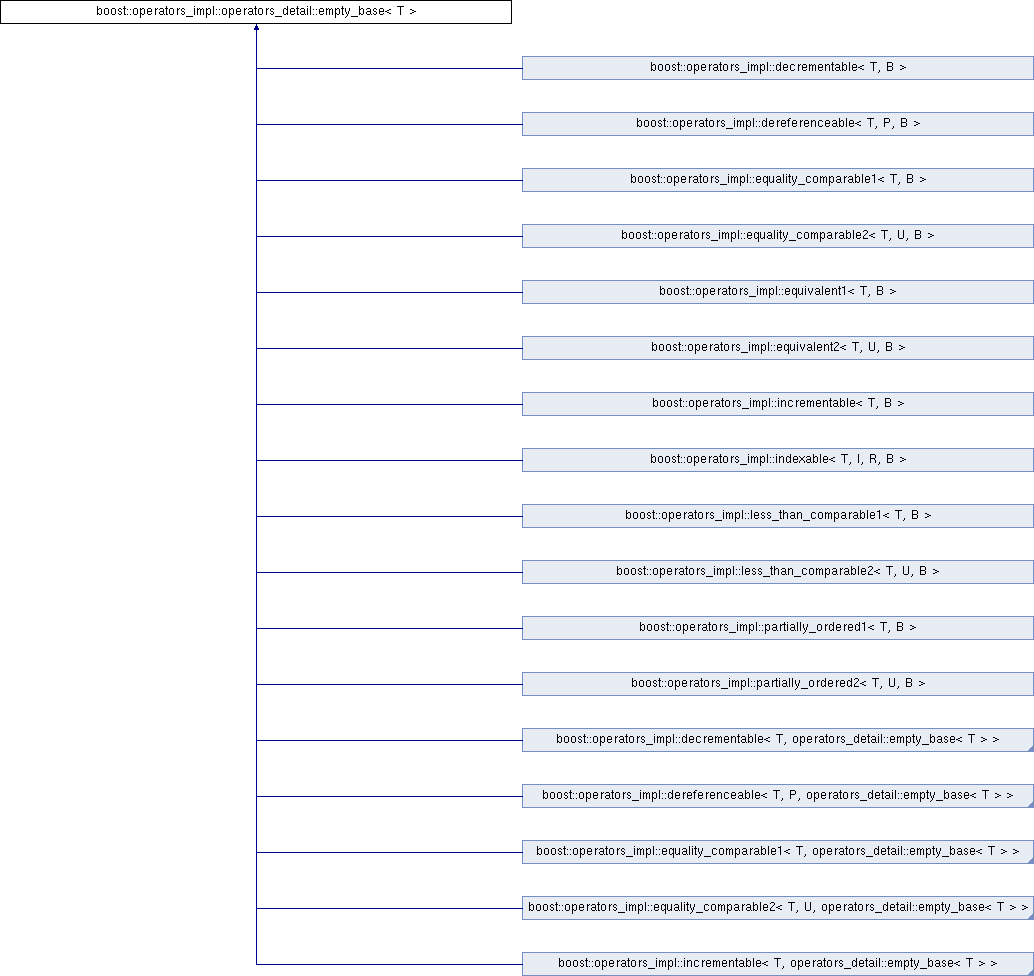 boost::operators_impl::operators_detail::empty_base< T >
boost::operators_impl::decrementable< T, B >
boost::operators_impl::dereferenceable< T, P, B >
boost::operators_impl::equality_comparable1< T, B >
boost::operators_impl::equality_comparable2< T, U, B >
boost::operators_impl::equivalent1< T, B >
boost::operators_impl::equivalent2< T, U, B >
boost::operators_impl::incrementable< T, B >
boost::operators_impl::indexable< T, I, R, B >
boost::operators_impl::less_than_comparable1< T, B >
boost::operators_impl::less_than_comparable2< T, U, B >
boost::operators_impl::partially_ordered1< T, B >
boost::operators_impl::partially_ordered2< T, U, B >
boost::operators_impl::decrementable< T, operators_detail::empty_base< T > >
boost::operators_impl::dereferenceable< T, P, operators_detail::empty_base< T > >
boost::operators_impl::equality_comparable1< T, operators_detail::empty_base< T > >
boost::operators_impl::equality_comparable2< T, U, operators_detail::empty_base< T > >
boost::operators_impl::incrementable< T, operators_detail::empty_base< T > >